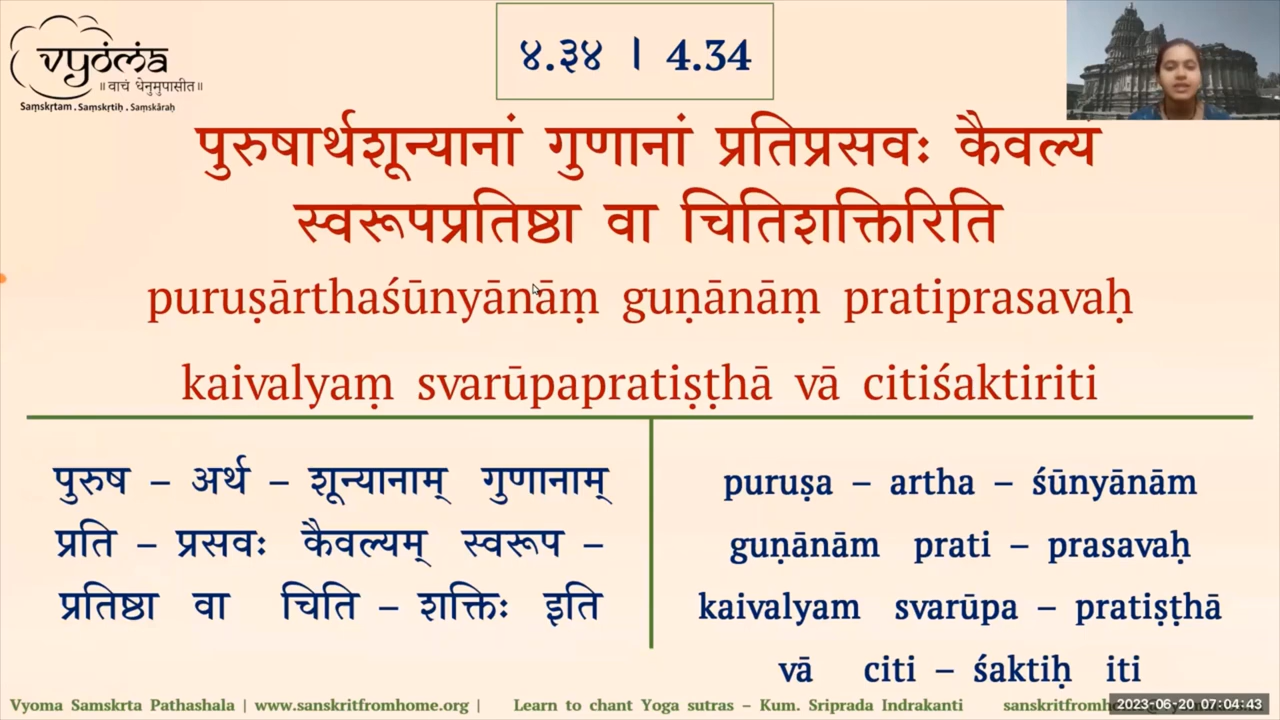 vyoma
॥वाचं धेनुमुपासीत॥
Saṃskṛtam . Saṃskṛtiḥ . Saṃskāraḥ
४.३४ । 4.34
पुरुषार्थशून्यानां गुणानां प्रतिप्रसवः कैवल्यं
स्वरूपप्रतिष्ठा वा चितिशक्तिरिति
puruṣārthaśūnyānāṃ guṇānāṃ pratiprasavaḥ
kaivalyaṃ svarūpapratiṣṭhā vā citiśaktiriti
पुरुष – अर्थ – शून्यानाम् गुणानाम्
प्रति – प्रसवः कैवल्यम् स्वरूप –
प्रतिष्ठा वा चिति – शक्तिः इति
puruṣa – artha – śūnyānām
guṇānām prati – prasavaḥ
kaivalyam svarūpa – pratiṣṭhā
vā citi – śaktiḥ iti
Vyoma Samskrta Pathashala | www.sanskritfromhome.org | Learn to chant Yoga sutras – Kum. Sriprada Indrakanti
2023-06-20 07:04:43